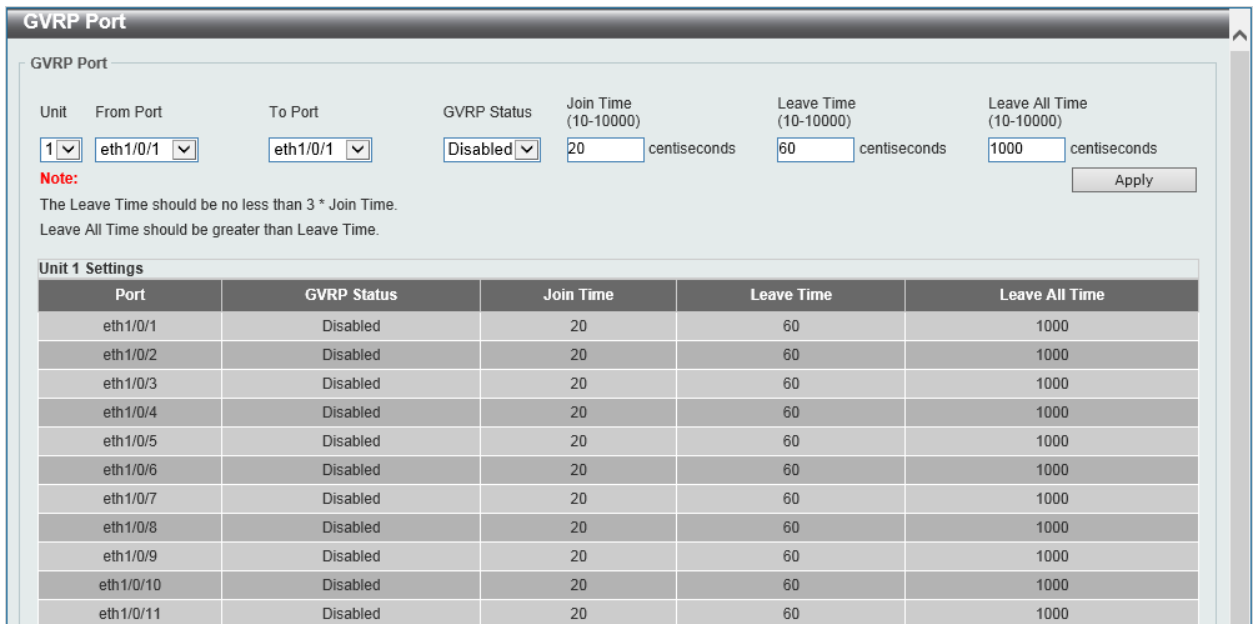 GVRP Port
GVRP Port
Unit From Port To Port GVRP Status Join Time (10-10000) Leave Time (10-10000) Leave All Time (10-10000)
1 eth1/0/1 eth1/0/1 Disabled 20 centiseconds 60 centiseconds 1000 centiseconds
Note: Apply
The Leave Time should be no less than 3 * Join Time.
Leave All Time should be greater than Leave Time.
Unit 1 Settings
Port GVRP Status Join Time Leave Time Leave All Time
eth1/0/1 Disabled 20 60 1000
eth1/0/2 Disabled 20 60 1000
eth1/0/3 Disabled 20 60 1000
eth1/0/4 Disabled 20 60 1000
eth1/0/5 Disabled 20 60 1000
eth1/0/6 Disabled 20 60 1000
eth1/0/7 Disabled 20 60 1000
eth1/0/8 Disabled 20 60 1000
eth1/0/9 Disabled 20 60 1000
eth1/0/10 Disabled 20 60 1000
eth1/0/11 Disabled 20 60 1000